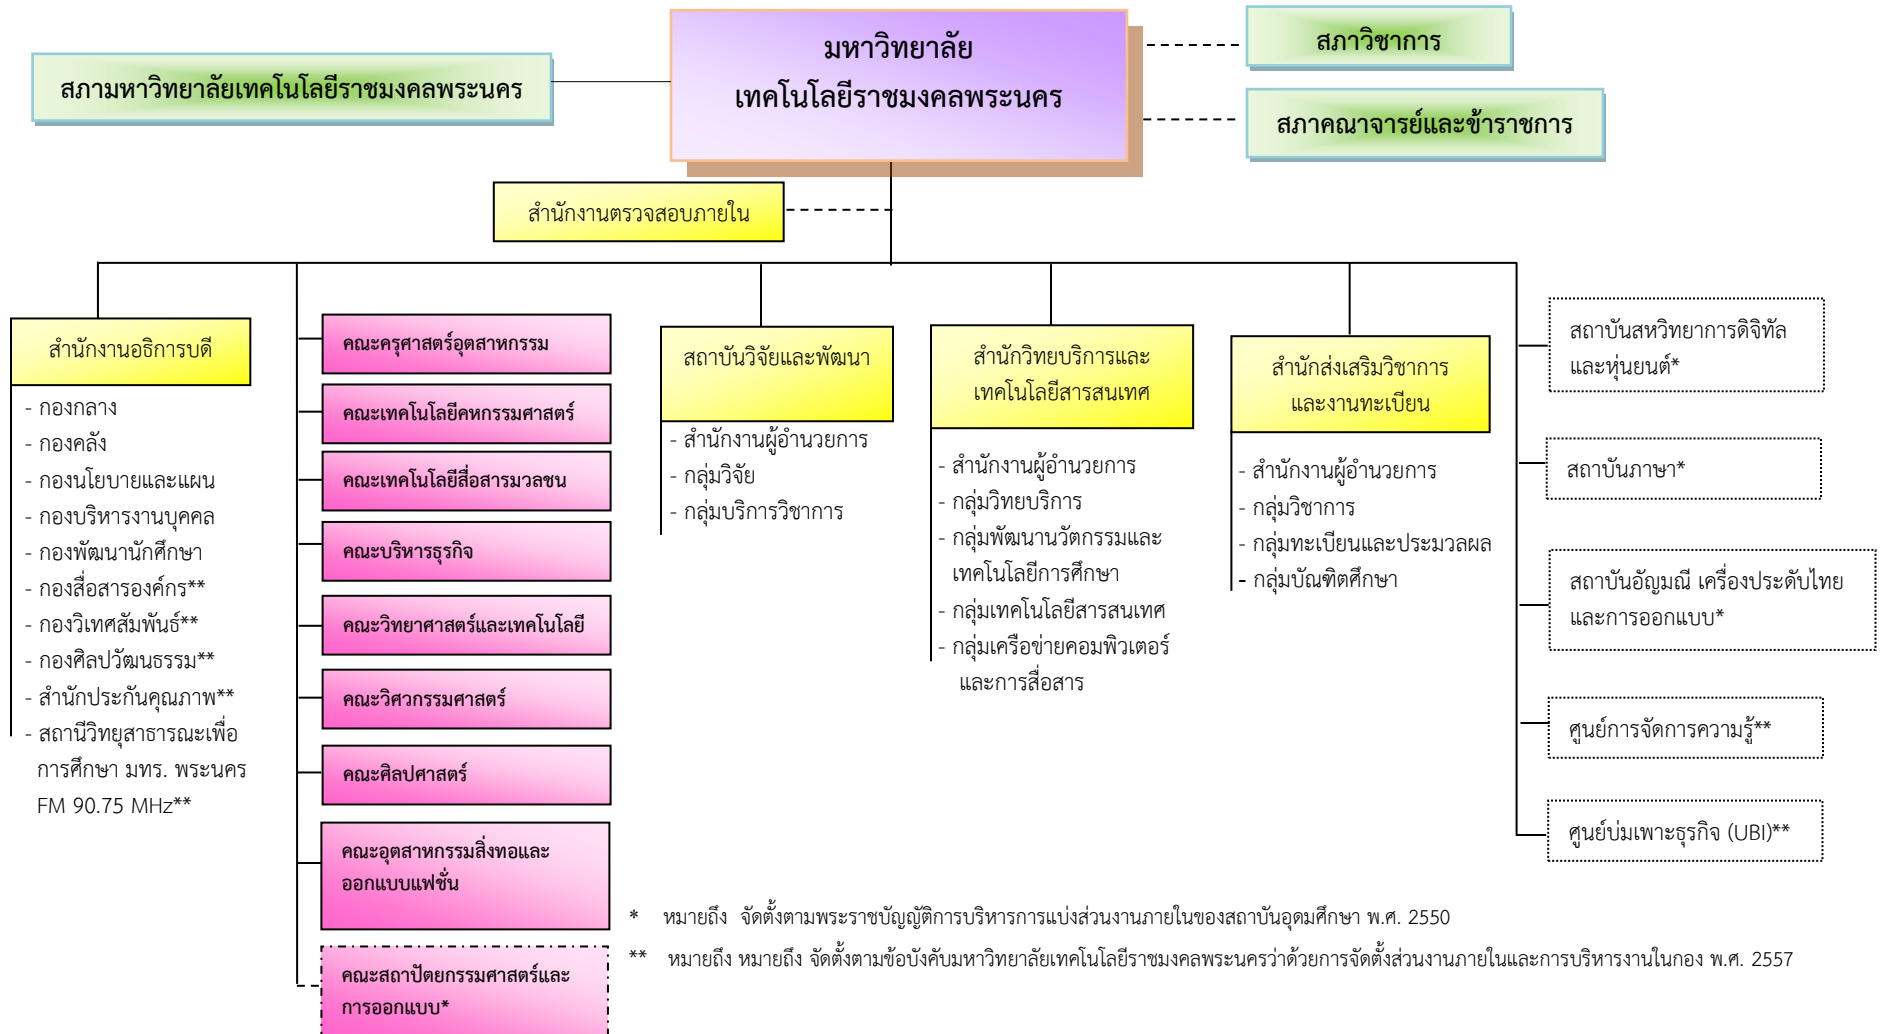 มหาวิทยาลัย
เทคโนโลยีราชมงคลพระนคร
สภามหาวิทยาลัยเทคโนโลยีราชมงคลพระนคร
สภาวิชาการ
สภาคณาจารย์และข้าราชการ
สำนักงานตรวจสอบภายใน
สำนักงานอธิการบดี
- กองกลาง
- กองคลัง
- กองนโยบายและแผน
- กองบริหารงานบุคคล
- กองพัฒนานักศึกษา
- กองสื่อสารองค์กร**
- กองวิเทศสัมพันธ์**
- กองศิลปวัฒนธรรม**
- สำนักประกันคุณภาพ**
- สถานีวิทยุสาธารณะเพื่อ
การศึกษา มทร. พระนคร
FM 90.75 MHz**
คณะครุศาสตร์อุตสาหกรรม
คณะเทคโนโลยีคหกรรมศาสตร์
คณะเทคโนโลยีสื่อสารมวลชน
คณะบริหารธุรกิจ
คณะวิทยาศาสตร์และเทคโนโลยี
คณะวิศวกรรมศาสตร์
คณะศิลปศาสตร์
คณะอุตสาหกรรมสิ่งทอและ
ออกแบบแฟชั่น
คณะสถาปัตยกรรมศาสตร์และ
การออกแบบ*
สถาบันวิจัยและพัฒนา
- สำนักงานผู้อำนวยการ
- กลุ่มวิจัย
- กลุ่มบริการวิชาการ
สำนักวิทยบริการและ
เทคโนโลยีสารสนเทศ
- สำนักงานผู้อำนวยการ
- กลุ่มวิทยบริการ
- กลุ่มพัฒนานวัตกรรมและ
เทคโนโลยีการศึกษา
- กลุ่มเทคโนโลยีสารสนเทศ
- กลุ่มเครือข่ายคอมพิวเตอร์
และการสื่อสาร
สำนักส่งเสริมวิชาการ
และงานทะเบียน
- สำนักงานผู้อำนวยการ
- กลุ่มวิชาการ
- กลุ่มทะเบียนและประมวลผล
- กลุ่มบัณฑิตศึกษา
สถาบันสหวิทยาการดิจิทัล
และหุ่นยนต์*
สถาบันภาษา*
สถาบันอัญมณี เครื่องประดับไทย
และการออกแบบ*
ศูนย์การจัดการความรู้**
ศูนย์บ่มเพาะธุรกิจ (UBI)**
* หมายถึง จัดตั้งตามพระราชบัญญัติการบริหารการแบ่งส่วนงานภายในของสถาบันอุดมศึกษา พ.ศ. 2550
** หมายถึง หมายถึง จัดตั้งตามข้อบังคับมหาวิทยาลัยเทคโนโลยีราชมงคลพระนครว่าด้วยการจัดตั้งส่วนงานภายในและการบริหารงานในกอง พ.ศ. 2557